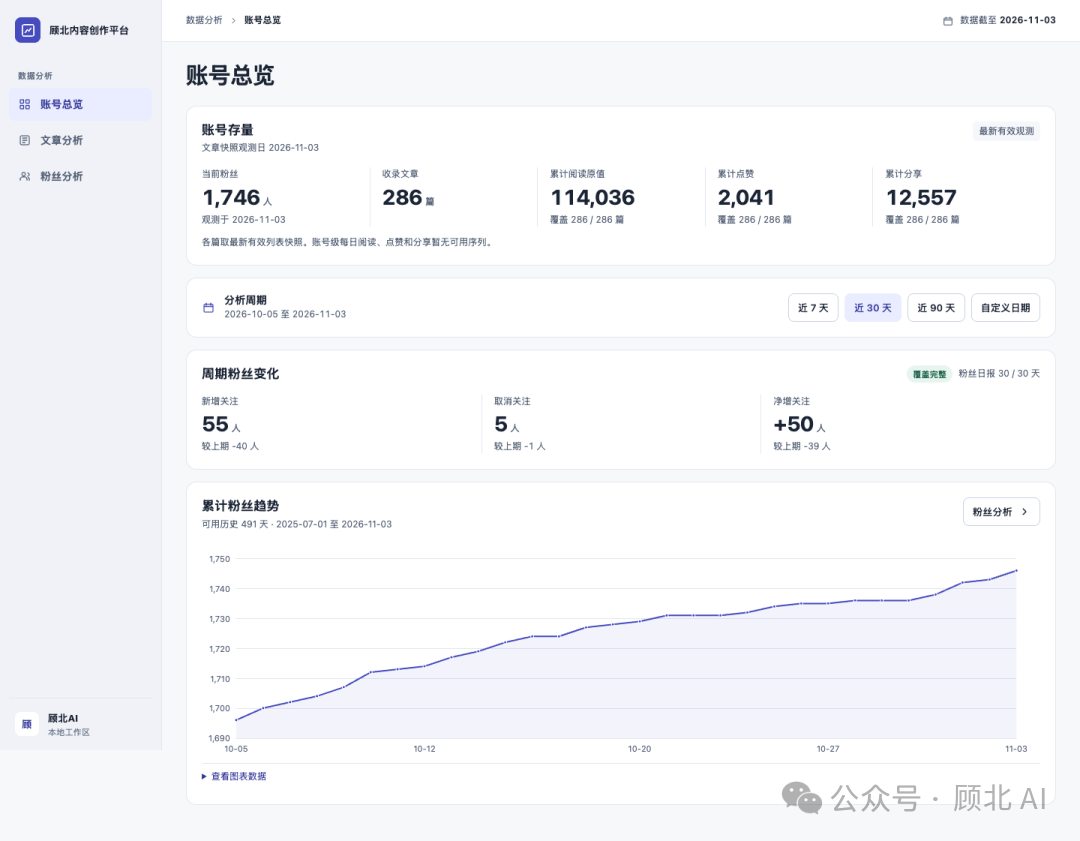 顾北内容创作平台
数据分析
账号总览
文章分析
粉丝分析
顾
顾北AI
本地工作区
数据分析 > 账号总览
数据截至 2026-11-03
账号总览
账号存量
文章快照观测日 2026-11-03
最新有效观测
当前粉丝
1,746 人
观测于 2026-11-03
收录文章
286 篇
累计阅读原值
114,036
覆盖 286 / 286 篇
累计点赞
2,041
覆盖 286 / 286 篇
累计分享
12,557
覆盖 286 / 286 篇
各篇取最新有效列表快照。账号级每日阅读、点赞和分享暂无可用序列。
分析周期
2026-10-05 至 2026-11-03
近 7 天
近 30 天
近 90 天
自定义日期
周期粉丝变化
覆盖完整 粉丝日报 30 / 30 天
新增关注
55 人
较上期 -40 人
取消关注
5 人
较上期 -1 人
净增关注
+50 人
较上期 -39 人
累计粉丝趋势
可用历史 491 天 · 2025-07-01 至 2026-11-03
粉丝分析 >
1,750
1,740
1,730
1,720
1,710
1,700
1,690
10-05 10-12 10-20 10-27 11-03
查看图表数据
公众号 · 顾北 AI